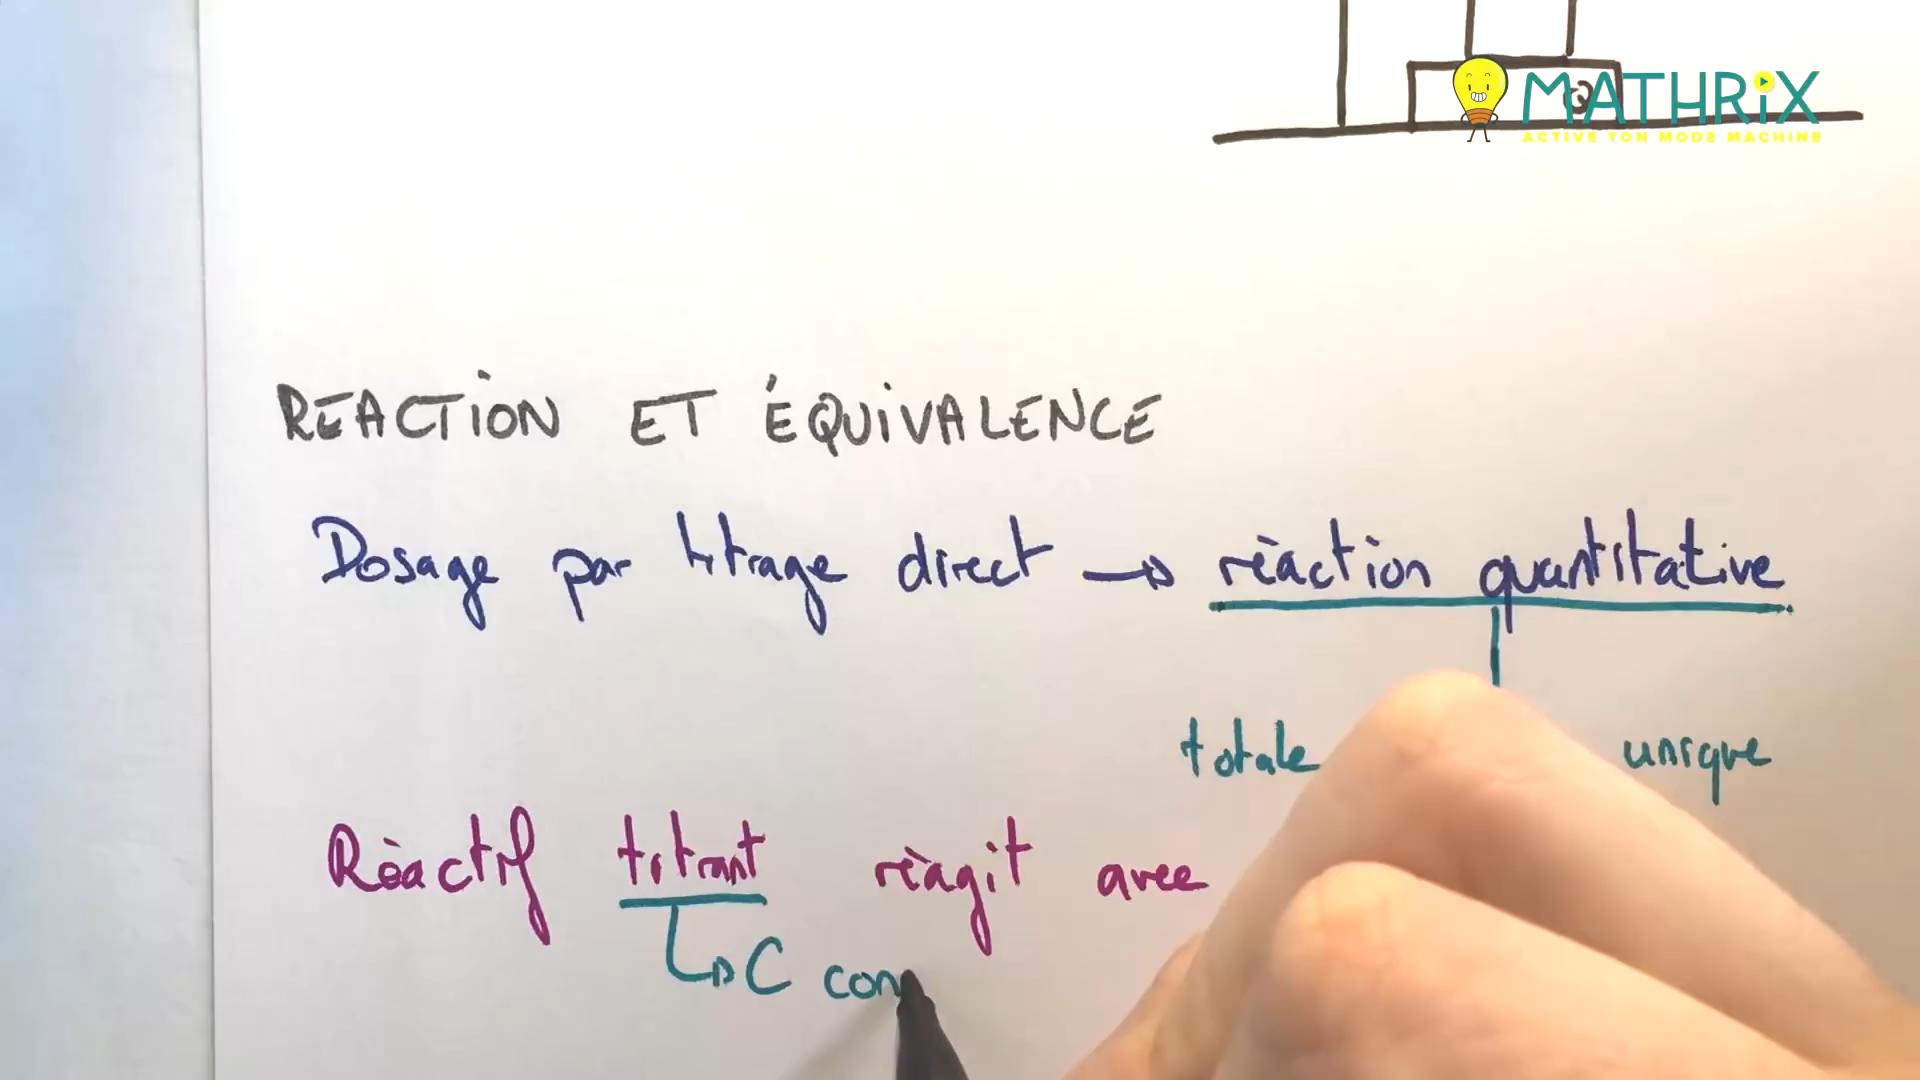 MATHRiX
ACTIVE TON MODE MACHINE
RÉACTION ET ÉQUIVALENCE
Dosage par titrage direct → réaction quantitative
totale unique
Réactif titrant réagit avec
↳ C con